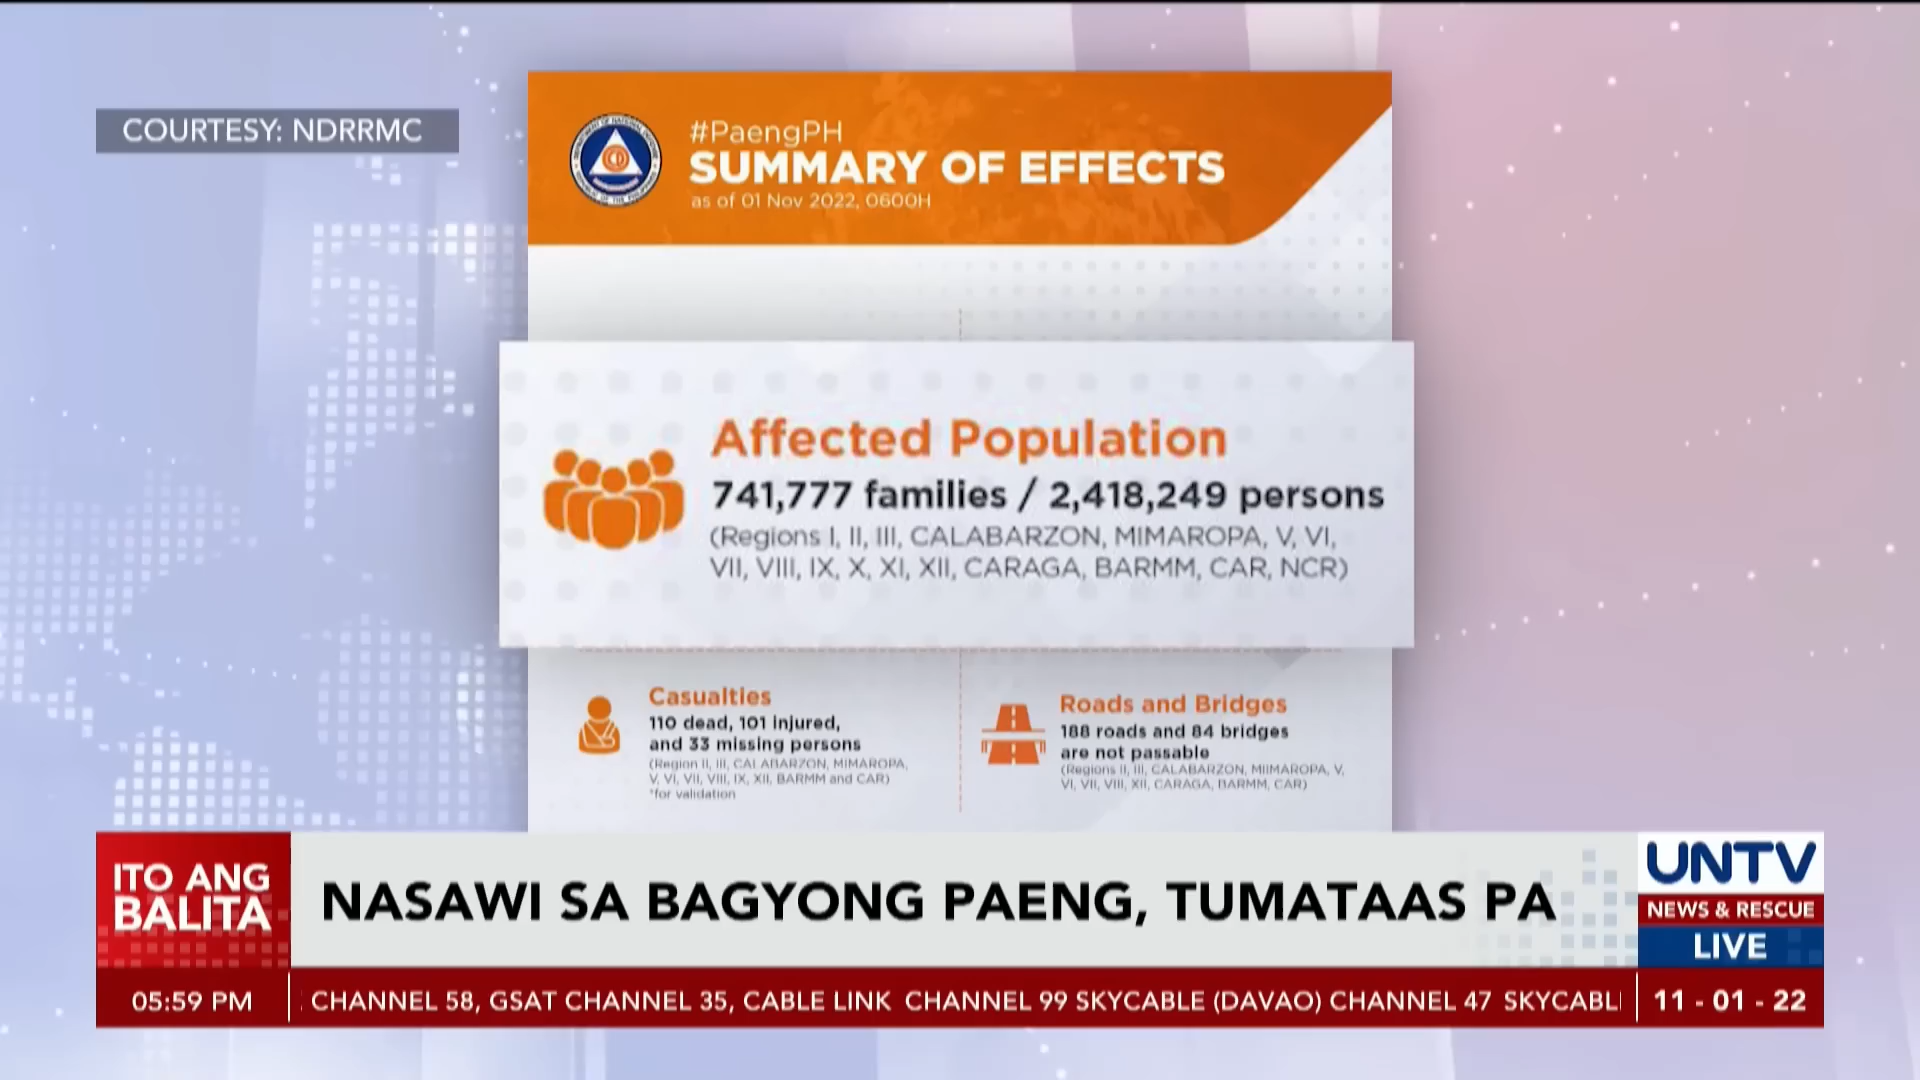 COURTESY: NDRRMC
#PaengPH
SUMMARY OF EFFECTS
as of 01 Nov 2022, 0600H
Affected Population
741,777 families / 2,418,249 persons
(Regions I, II, III, CALABARZON, MIMAROPA, V, VI,
VII, VIII, IX, X, XI, XII, CARAGA, BARMM, CAR, NCR)
Casualties
110 dead, 101 injured,
and 33 missing persons
(Region II, III, CALABARZON, MIMAROPA,
V, VI, VII, VIII, IX, XII, BARMM and CAR)
*for validation
Roads and Bridges
188 roads and 84 bridges
are not passable
(Regions II, III, CALABARZON, MIMAROPA, V,
VI, VII, VIII, XII, CARAGA, BARMM, CAR)
ITO ANG
BALITA
NASAWI SA BAGYONG PAENG, TUMATAAS PA
UNTV
NEWS & RESCUE
LIVE
05:59 PM
CHANNEL 58, GSAT CHANNEL 35, CABLE LINK CHANNEL 99 SKYCABLE (DAVAO) CHANNEL 47 SKYCABL
11 - 01 - 22